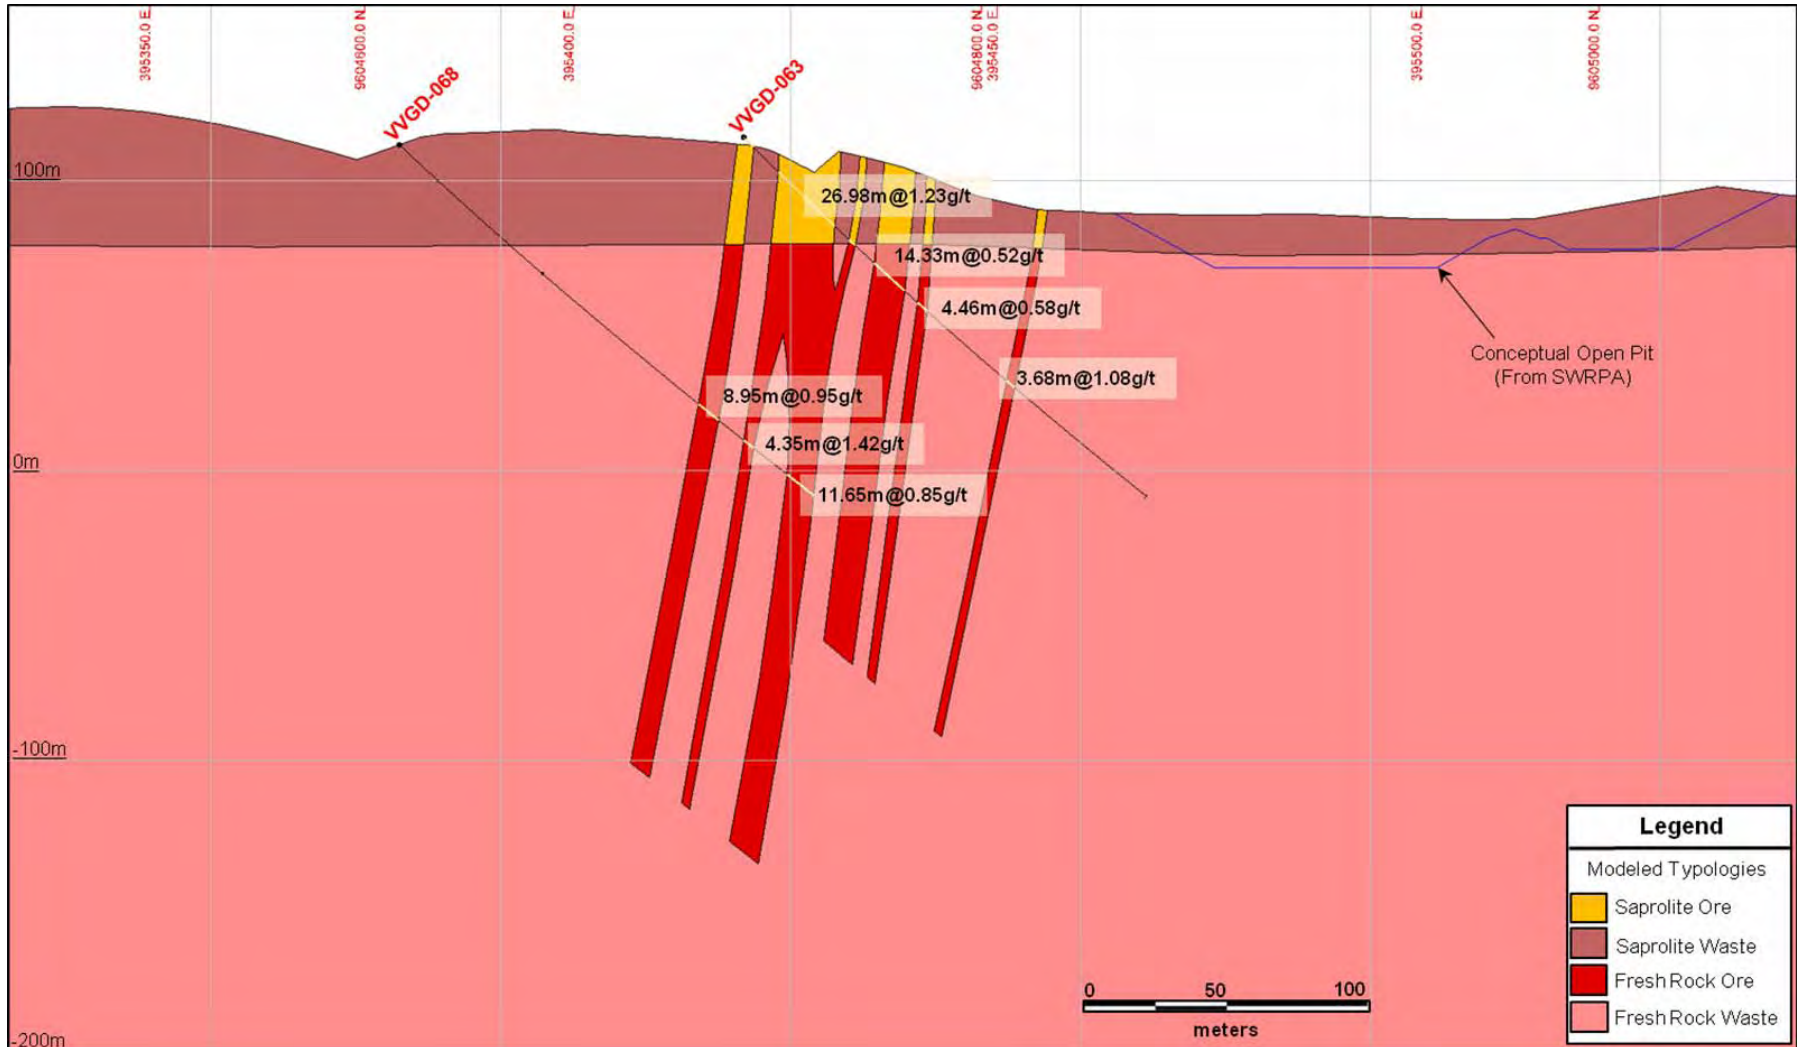 395350.0 E
9604600.0 N
395400.0 E
9604800.0 N
395450.0 E
395500.0 E
9605000.0 N
VVGD-068
VVGD-063
100m
26.98m@1.23g/t
14.33m@0.52g/t
4.46m@0.58g/t
Conceptual Open Pit
(From SWRPA)
3.68m@1.08g/t
8.95m@0.95g/t
4.35m@1.42g/t
0m
11.65m@0.85g/t
-100m
Legend
Modeled Typologies
Saprolite Ore
Saprolite Waste
Fresh Rock Ore
Fresh Rock Waste
0 50 100
meters
-200m